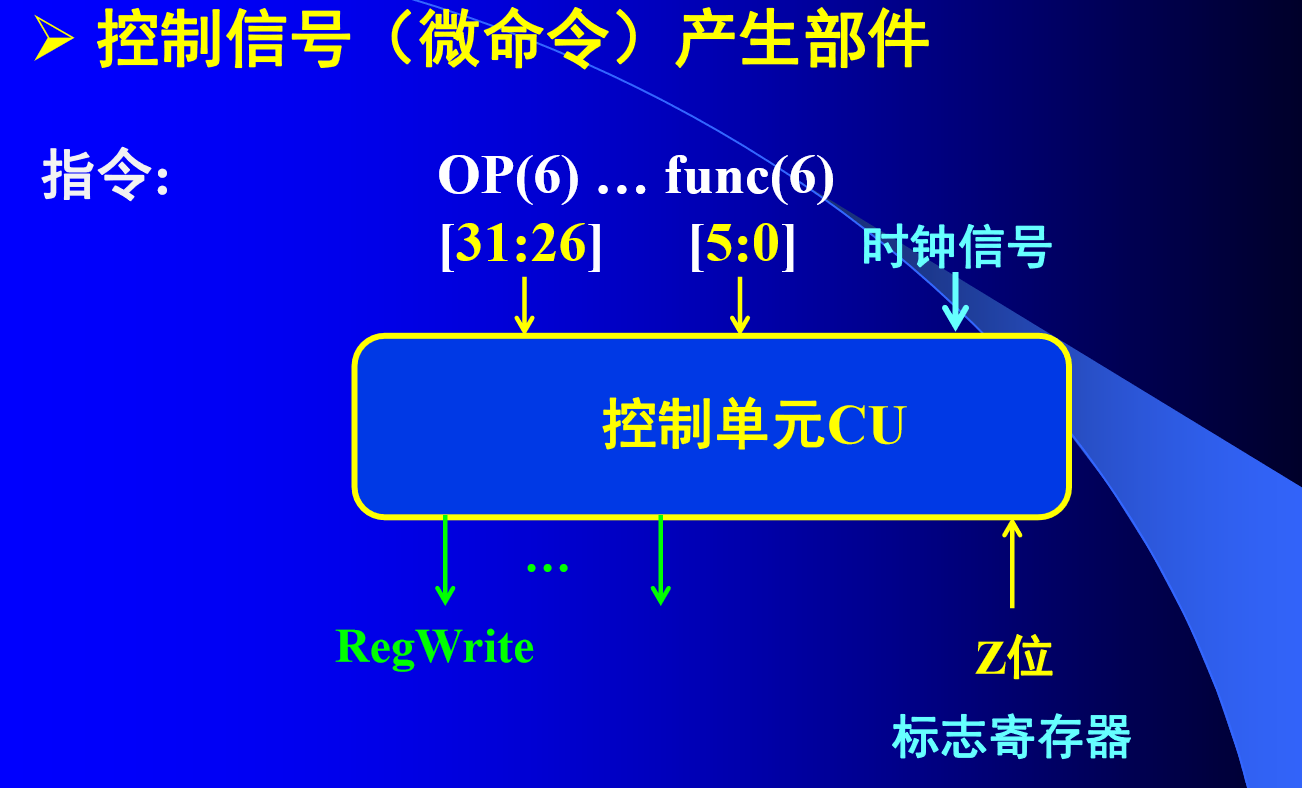 控制信号（微命令）产生部件
指令:
OP(6) … func(6)
[31:26] [5:0]
时钟信号
控制单元CU
…
RegWrite
Z位
标志寄存器